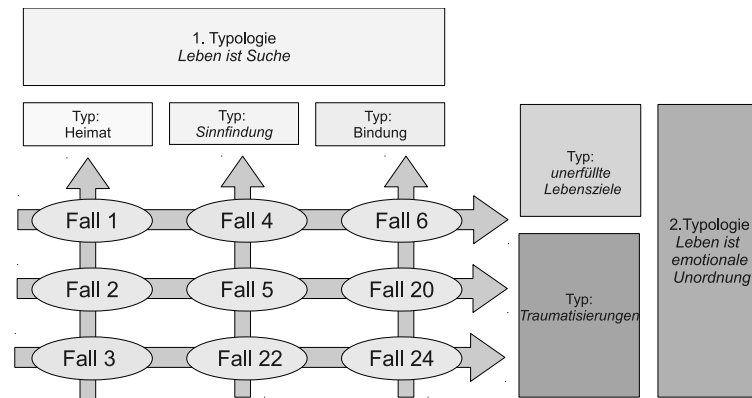 1. Typologie
Leben ist Suche
Typ:
Heimat
Typ:
Sinnfindung
Typ:
Bindung
Typ:
unerfüllte
Lebensziele
Fall 1
Fall 4
Fall 6
Fall 2
Fall 5
Fall 20
Fall 3
Fall 22
Fall 24
Typ:
Traumatisierungen
2.Typologie
Leben ist
emotionale
Unordnung